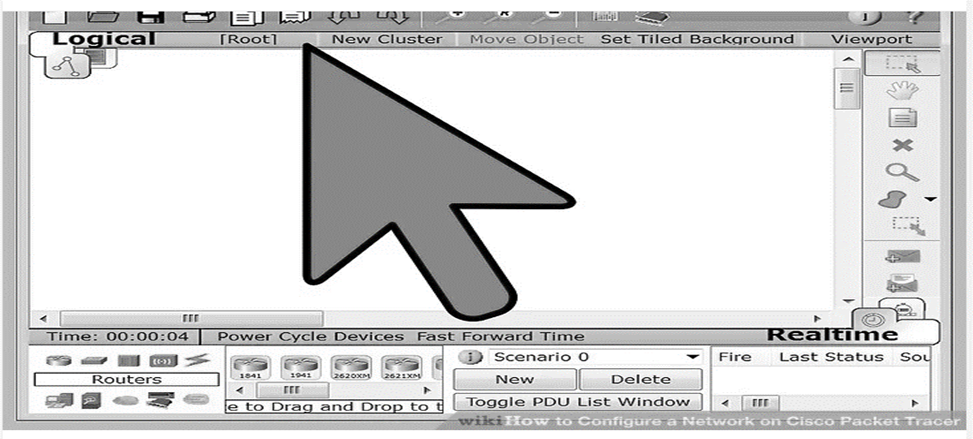 Logical [Root] New Cluster Move Object Set Tiled Background Viewport
Time: 00:00:04 Power Cycle Devices Fast Forward Time Realtime
Scenario 0 Fire Last Status Sou
1841 1941 2620XM 2621XM
Routers New Delete
e to Drag and Drop to t Toggle PDU List Window
wikiHow to Configure a Network on Cisco Packet Tracer